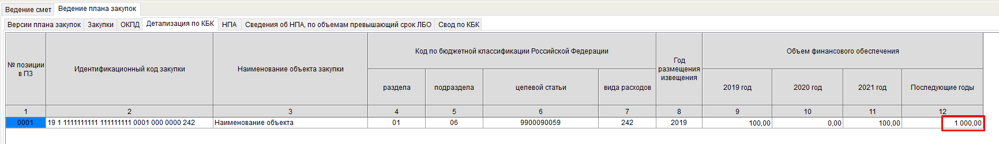 Ведение смет Ведение плана закупок
Версии плана закупок Закупки ОКПД Детализация по КБК НПА Сведения об НПА, по объемам превышающий срок ЛБО Свод по КБК
№ позиции в ПЗ
Идентификационный код закупки
Наименование объекта закупки
Код по бюджетной классификации Российской Федерации
раздела подраздела целевой статьи вида расходов
Год размещения извещения
Объем финансового обеспечения
2019 год 2020 год 2021 год Последующие годы
1 2 3 4 5 6 7 8 9 10 11 12
0001 19 1 1111111111 111111111 0001 000 0000 242 Наименование объекта 01 06 9900090059 242 2019 100,00 0,00 100,00 1 000,00